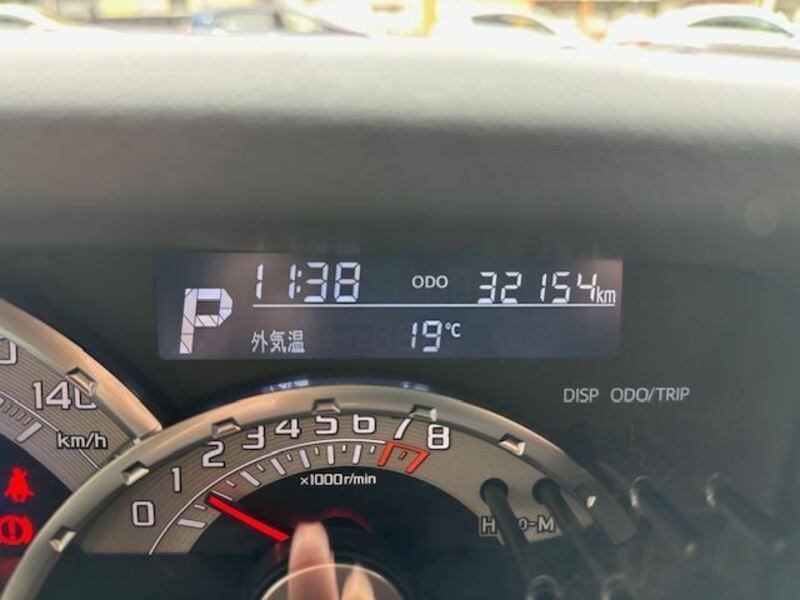 P 11:38 ODO 32154km
外気温 19℃
DISP ODO/TRIP
140
km/h
0 1 2 3 4 5 6 7 8
×1000r/min